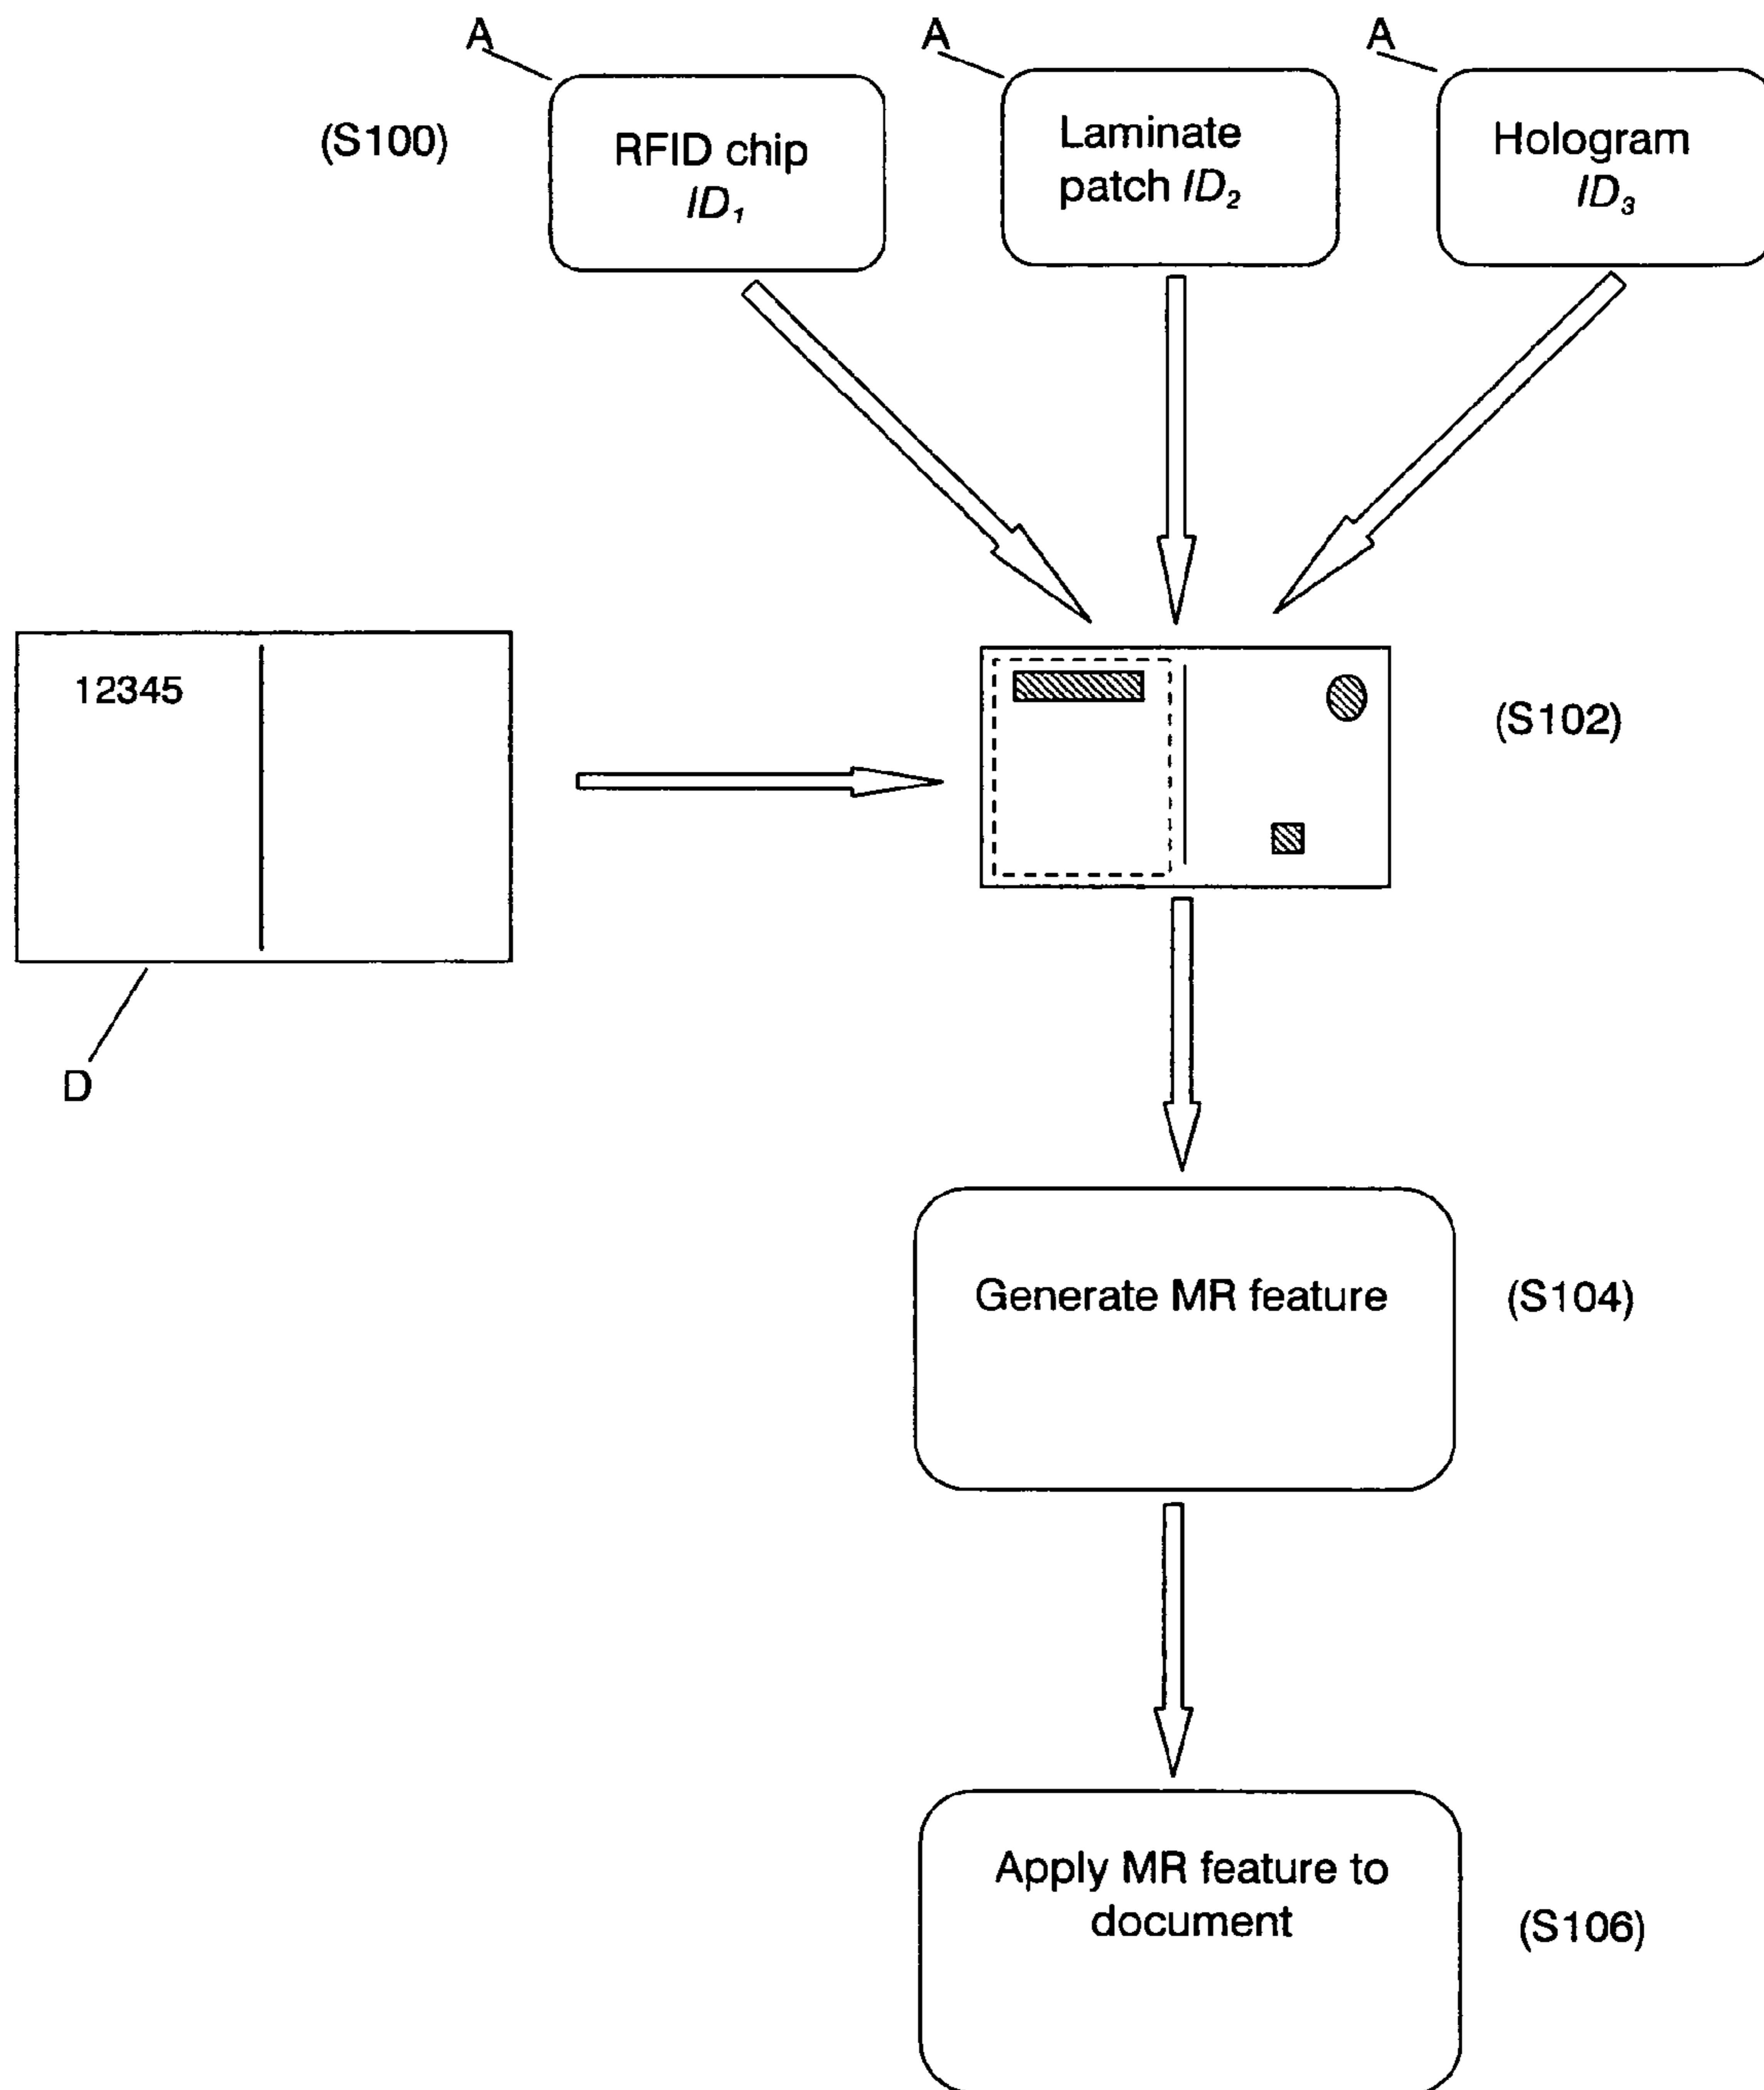 A
A
A
(S100)
RFID chip
ID₁
Laminate
patch ID₂
Hologram
ID₃
12345
(S102)
D
Generate MR feature
(S104)
Apply MR feature to
document
(S106)